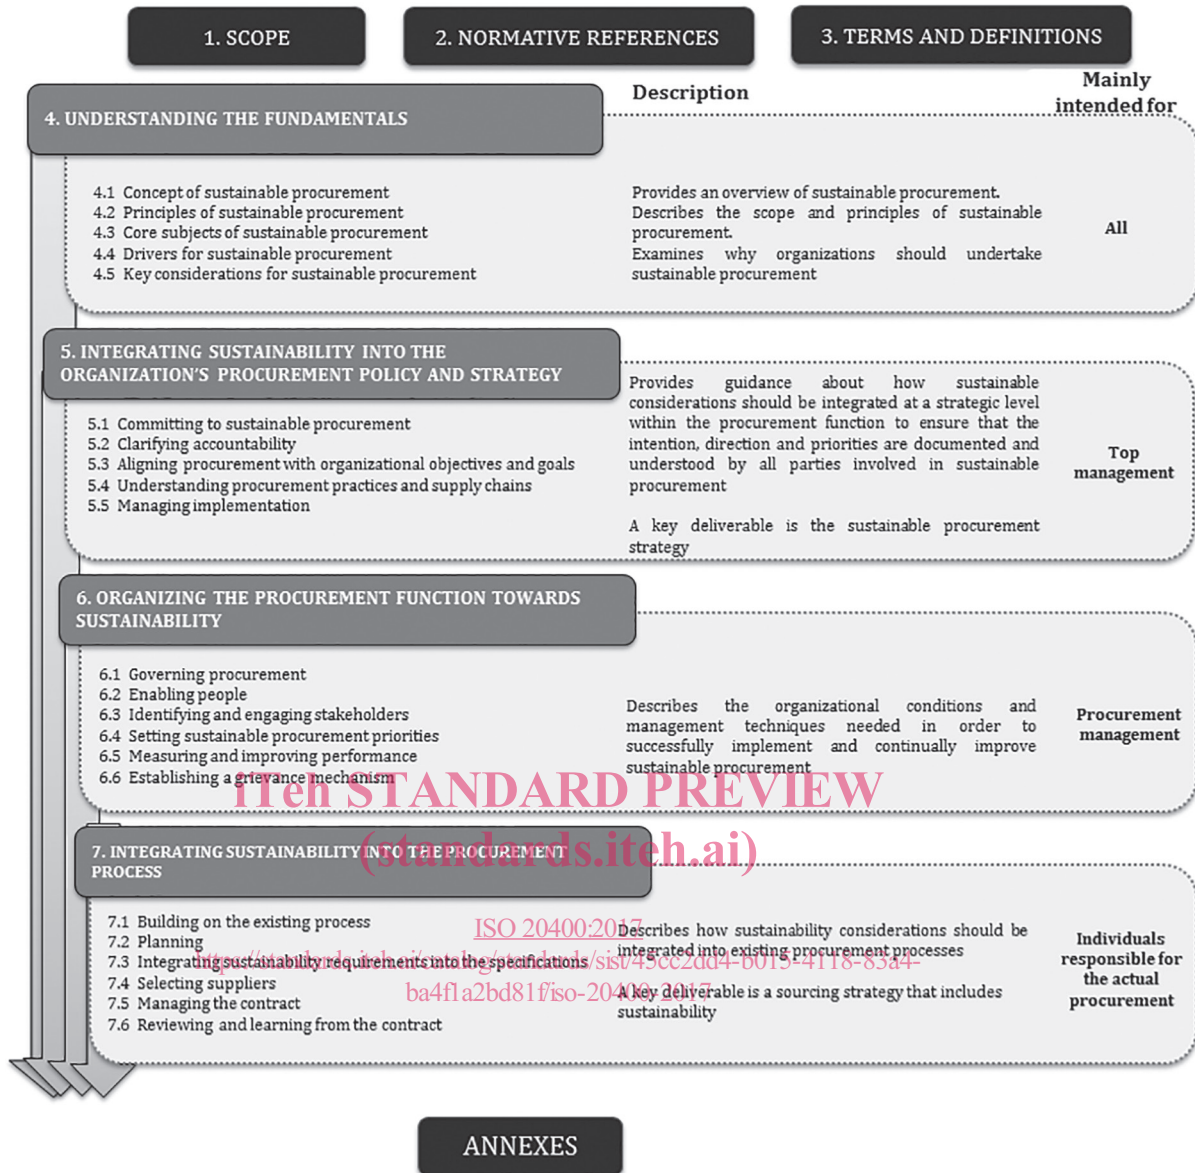 1. SCOPE
2. NORMATIVE REFERENCES
3. TERMS AND DEFINITIONS
Description
Mainly
intended for
4. UNDERSTANDING THE FUNDAMENTALS
4.1 Concept of sustainable procurement
4.2 Principles of sustainable procurement
4.3 Core subjects of sustainable procurement
4.4 Drivers for sustainable procurement
4.5 Key considerations for sustainable procurement
Provides an overview of sustainable procurement.
Describes the scope and principles of sustainable
procurement.
Examines why organizations should undertake
sustainable procurement
All
5. INTEGRATING SUSTAINABILITY INTO THE
ORGANIZATION'S PROCUREMENT POLICY AND STRATEGY
5.1 Committing to sustainable procurement
5.2 Clarifying accountability
5.3 Aligning procurement with organizational objectives and goals
5.4 Understanding procurement practices and supply chains
5.5 Managing implementation
Provides guidance about how sustainable
considerations should be integrated at a strategic level
within the procurement function to ensure that the
intention, direction and priorities are documented and
understood by all parties involved in sustainable
procurement
A key deliverable is the sustainable procurement
strategy
Top
management
6. ORGANIZING THE PROCUREMENT FUNCTION TOWARDS
SUSTAINABILITY
6.1 Governing procurement
6.2 Enabling people
6.3 Identifying and engaging stakeholders
6.4 Setting sustainable procurement priorities
6.5 Measuring and improving performance
6.6 Establishing a grievance mechanism
Describes the organizational conditions and
management techniques needed in order to
successfully implement and continually improve
sustainable procurement
Procurement
management
iTeh STANDARD PREVIEW
(standards.iteh.ai)
7. INTEGRATING SUSTAINABILITY INTO THE PROCUREMENT
PROCESS
7.1 Building on the existing process
7.2 Planning
7.3 Integrating sustainability requirements into the specifications
7.4 Selecting suppliers
7.5 Managing the contract
7.6 Reviewing and learning from the contract
ISO 20400:2017
https://standards.iteh.ai/catalog/standards/sist/45cc2dd4-b015-4118-83a4-
ba4f1a2bd81f/iso-20400-2017
Describes how sustainability considerations should be
integrated into existing procurement processes
A key deliverable is a sourcing strategy that includes
sustainability
Individuals
responsible for
the actual
procurement
ANNEXES